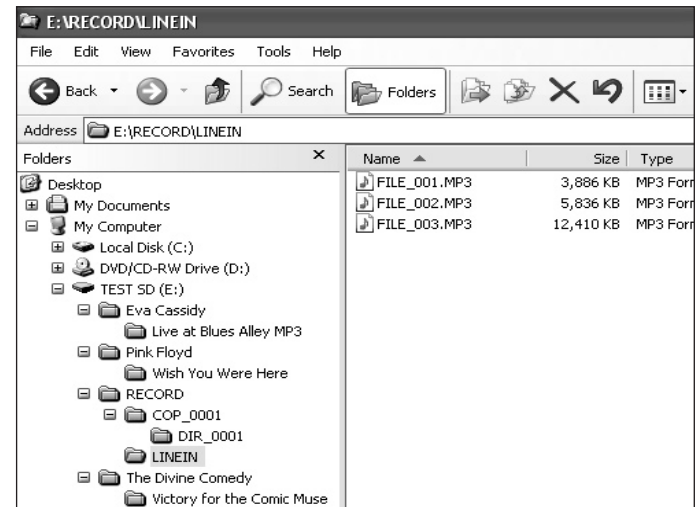 E:\RECORD\LINEIN
File Edit View Favorites Tools Help
Back Search Folders
Address E:\RECORD\LINEIN
Folders
Desktop
My Documents
My Computer
Local Disk (C:)
DVD/CD-RW Drive (D:)
TEST SD (E:)
Eva Cassidy
Live at Blues Alley MP3
Pink Floyd
Wish You Were Here
RECORD
COP_0001
DIR_0001
LINEIN
The Divine Comedy
Victory for the Comic Muse
Name Size Type
FILE_001.MP3 3,886 KB MP3 Forr
FILE_002.MP3 5,836 KB MP3 Forr
FILE_003.MP3 12,410 KB MP3 Forr